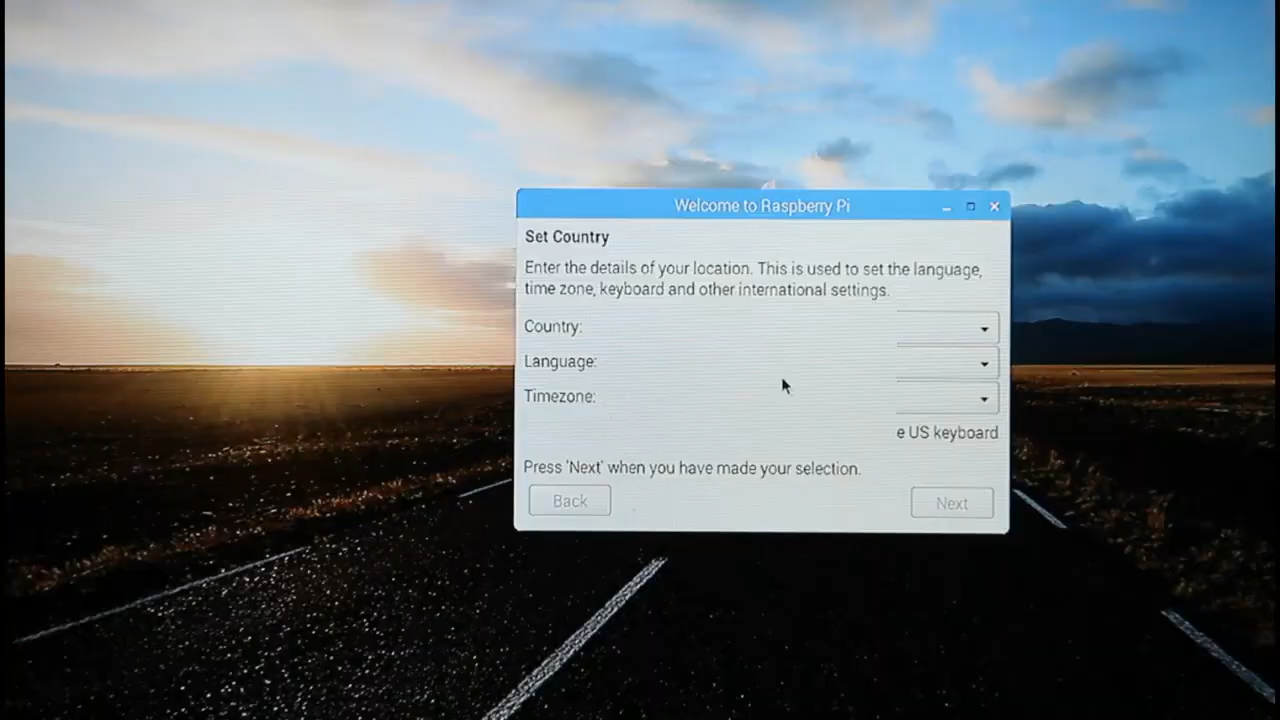 Welcome to Raspberry Pi
Set Country
Enter the details of your location. This is used to set the language,
time zone, keyboard and other international settings.
Country:
Language:
Timezone:
e US keyboard
Press 'Next' when you have made your selection.
Back
Next